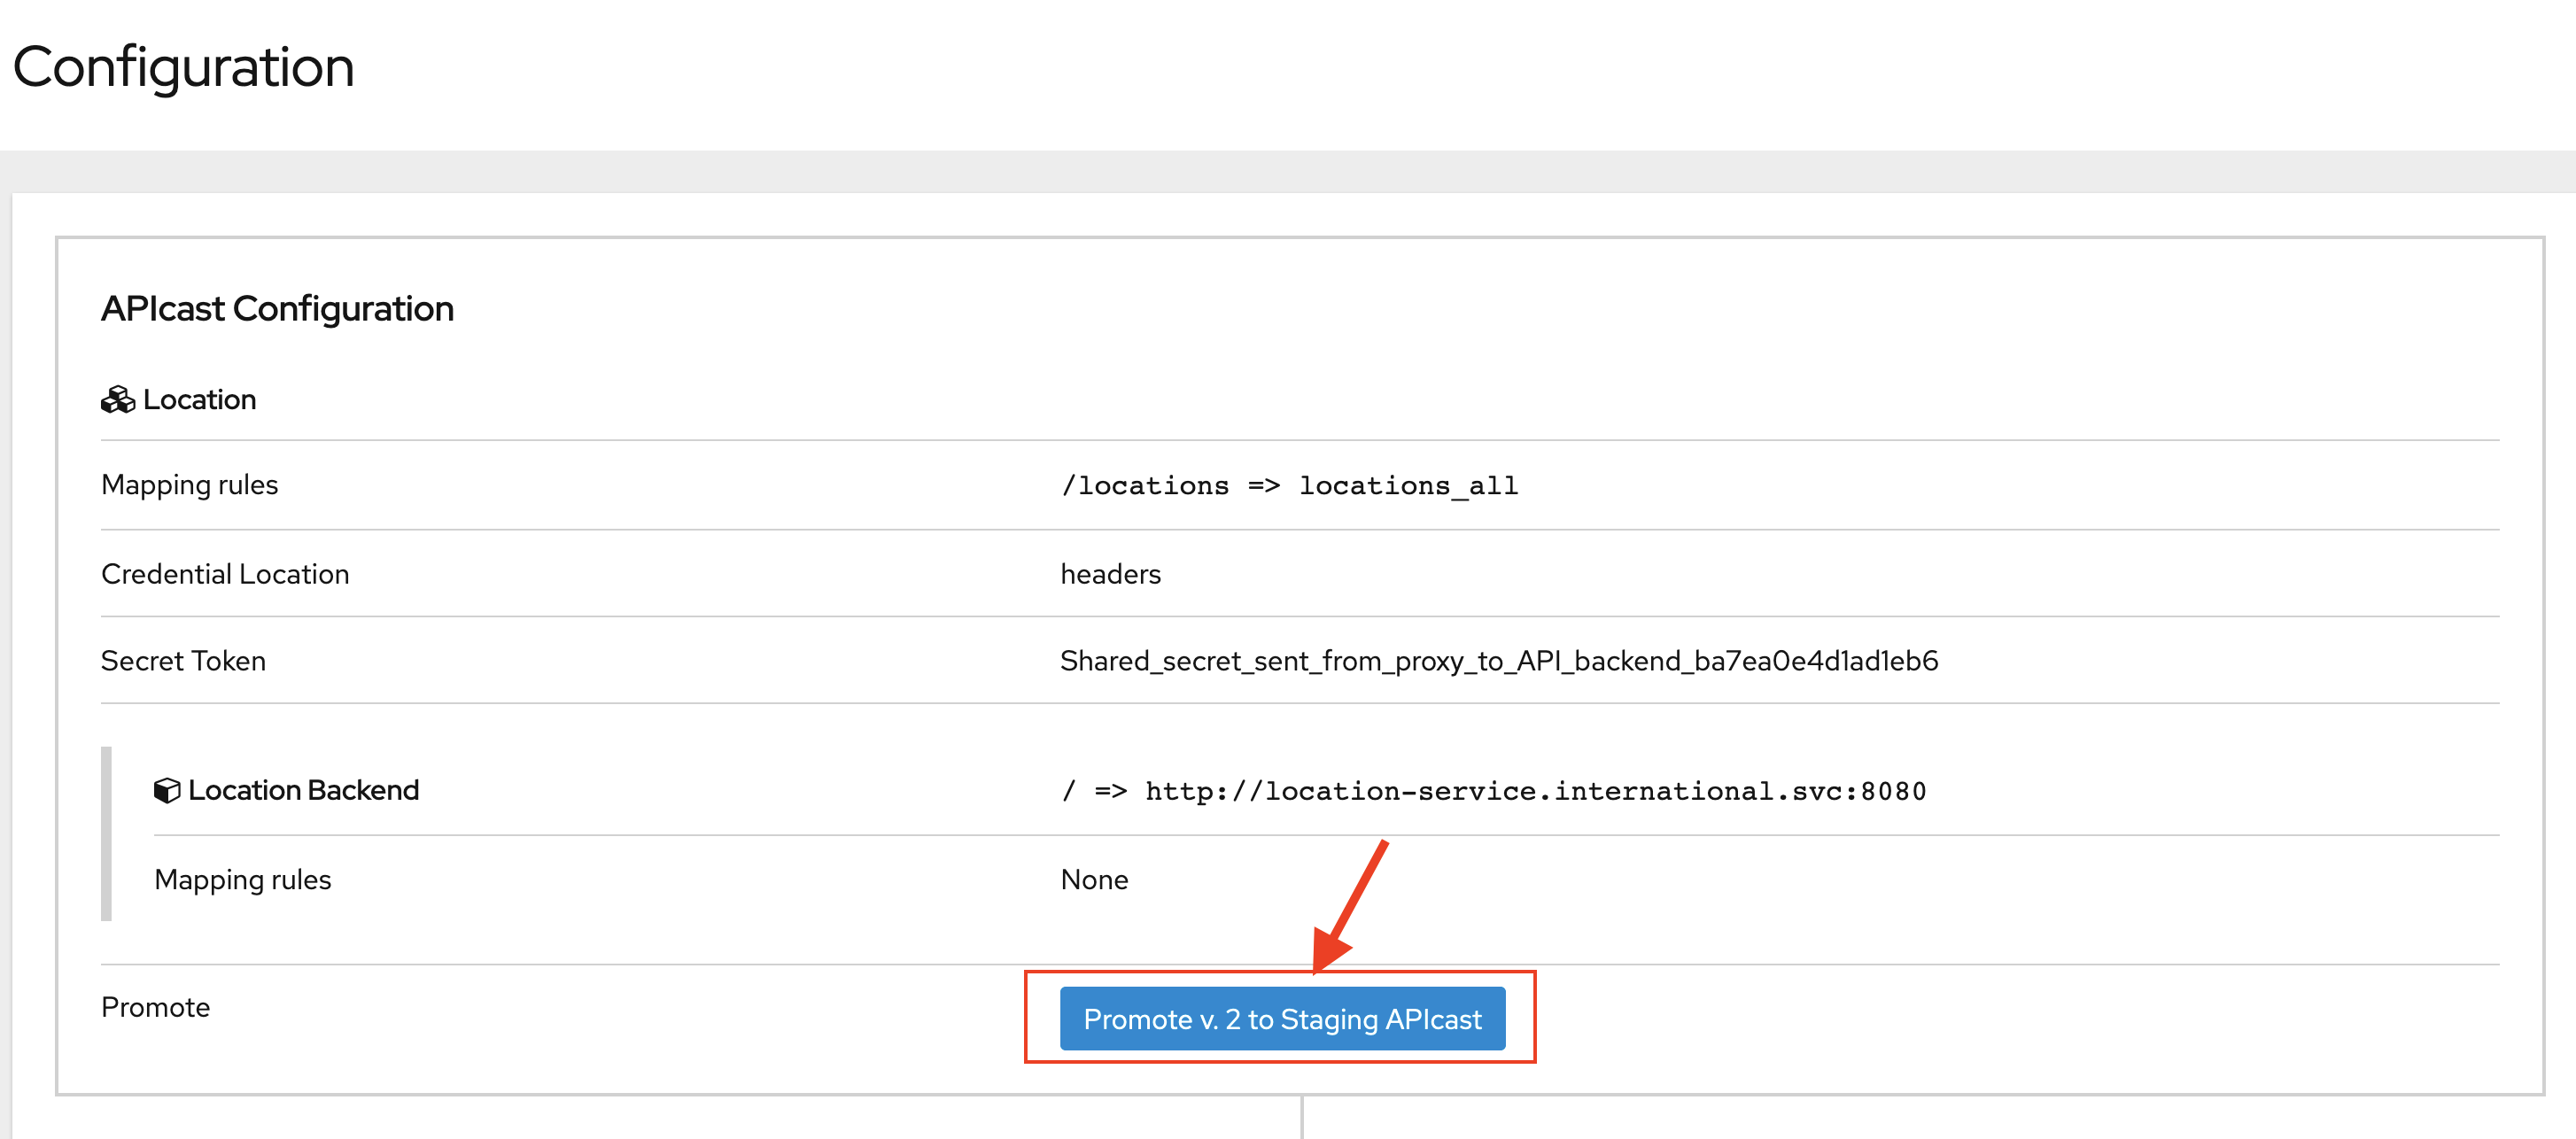 Configuration
APIcast Configuration
Location
Mapping rules /locations => locations_all
Credential Location headers
Secret Token Shared_secret_sent_from_proxy_to_API_backend_ba7ea0e4d1ad1eb6
Location Backend / => http://location-service.international.svc:8080
Mapping rules None
Promote Promote v. 2 to Staging APIcast